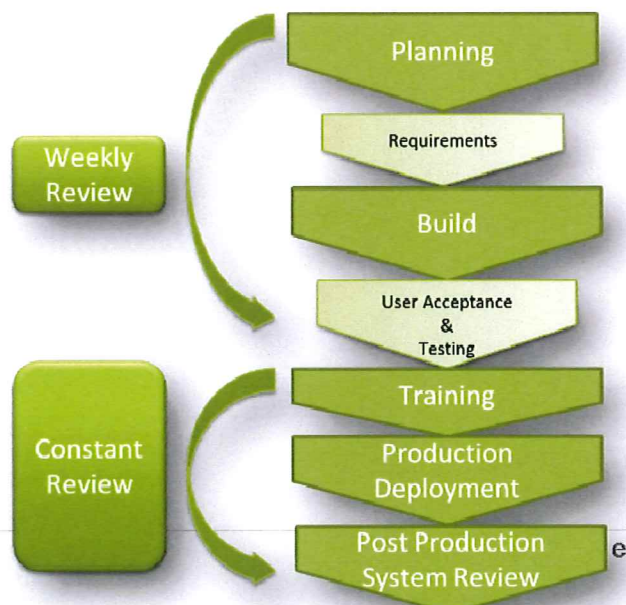 Planning
Requirements
Weekly
Review
Build
User Acceptance
&
Testing
Training
Constant
Review
Production
Deployment
Post Production
System Review
e